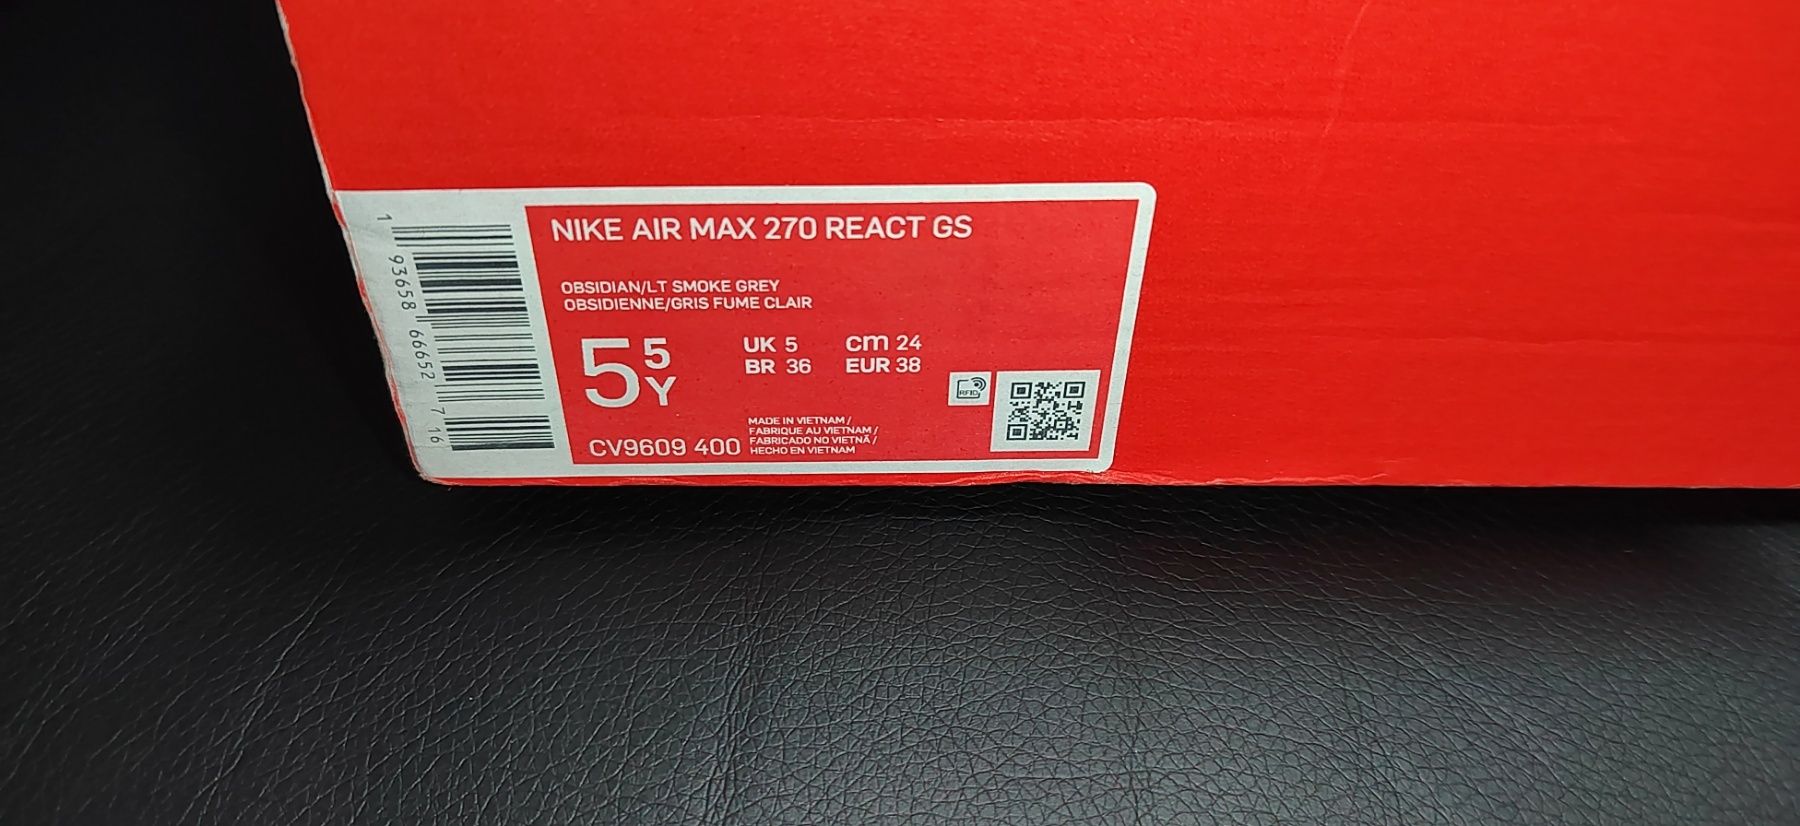 NIKE AIR MAX 270 REACT GS
OBSIDIAN/LT SMOKE GREY
OBSIDIENNE/GRIS FUME CLAIR
5 5 Y
UK 5 cm 24
BR 36 EUR 38
RFID
MADE IN VIETNAM /
FABRIQUE AU VIETNAM /
FABRICADO NO VIETNÃ /
HECHO EN VIETNAM
CV9609 400
1 93658 66652 7 16